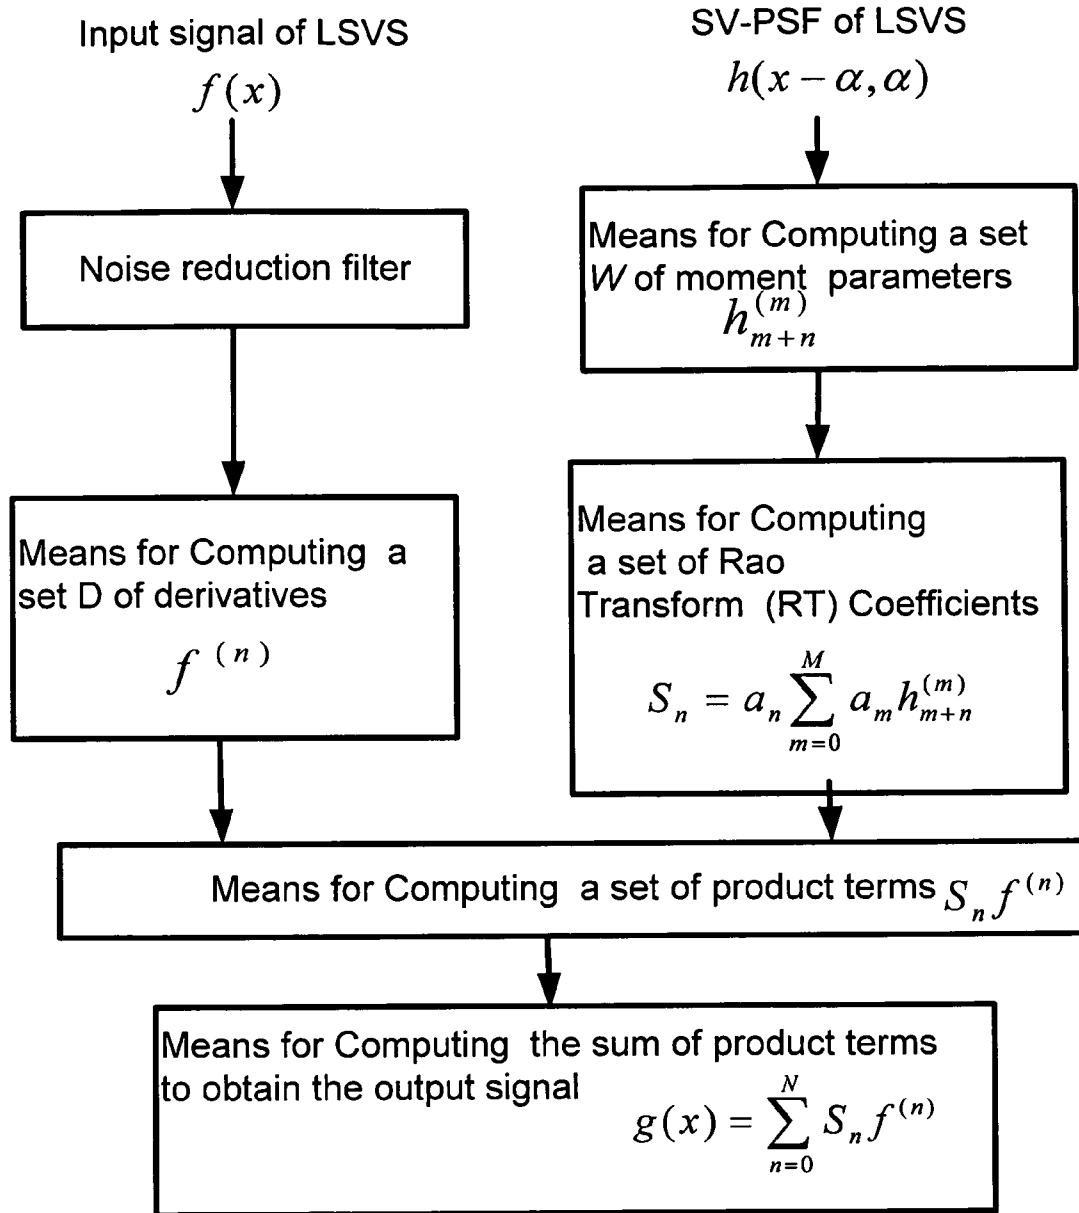 Input signal of LSVS
f(x)
Noise reduction filter
Means for Computing a
set D of derivatives
f^{(n)}
SV-PSF of LSVS
h(x − α, α)
Means for Computing a set
W of moment parameters
h_{m+n}^{(m)}
Means for Computing
a set of Rao
Transform (RT) Coefficients
S_n = a_n \sum_{m=0}^{M} a_m h_{m+n}^{(m)}
Means for Computing a set of product terms S_n f^{(n)}
Means for Computing the sum of product terms
to obtain the output signal
g(x) = \sum_{n=0}^{N} S_n f^{(n)}